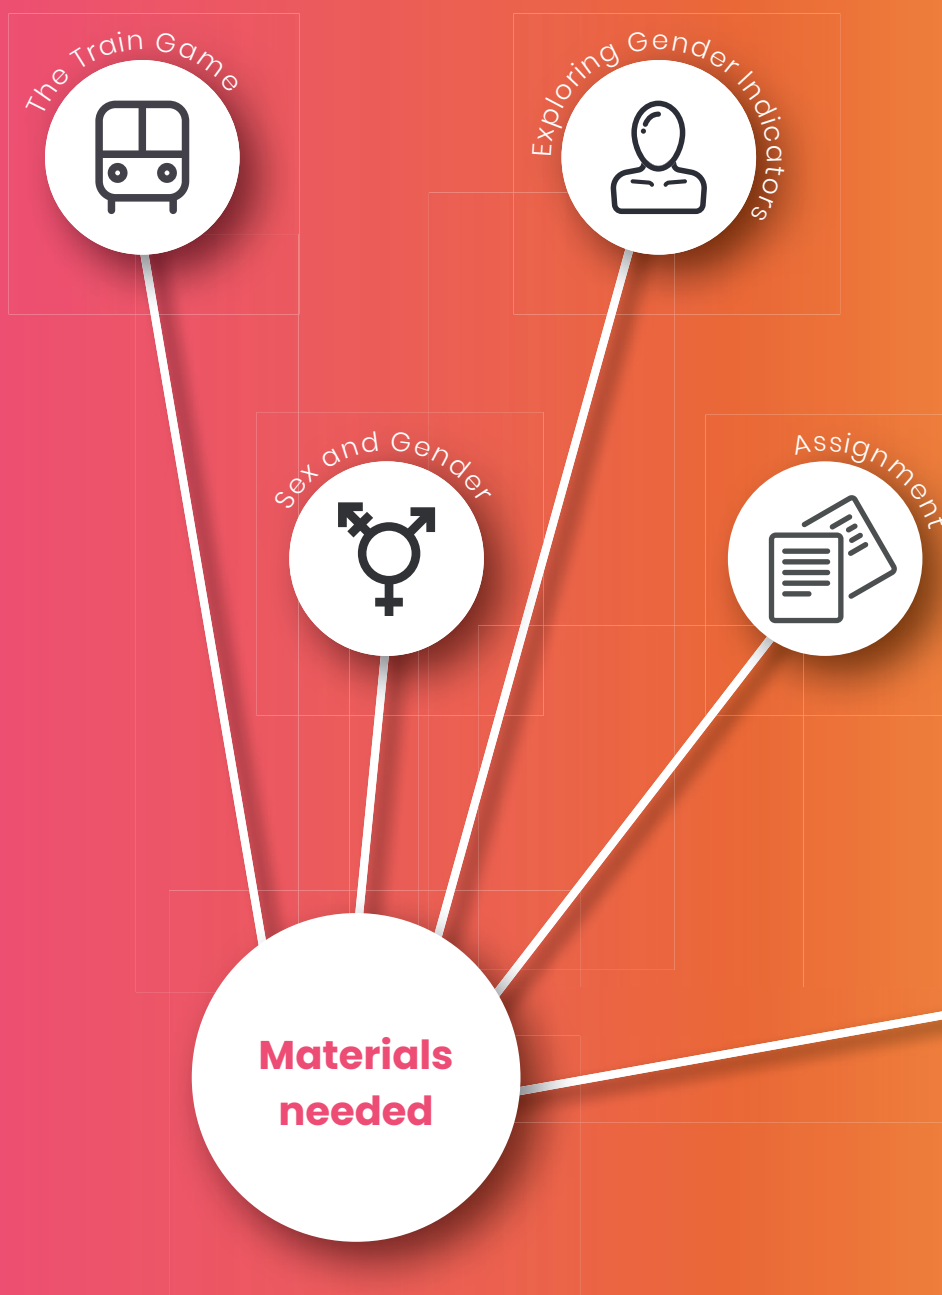 The Train Game
Exploring Gender Indicators
Sex and Gender
Assignment
Materials
needed